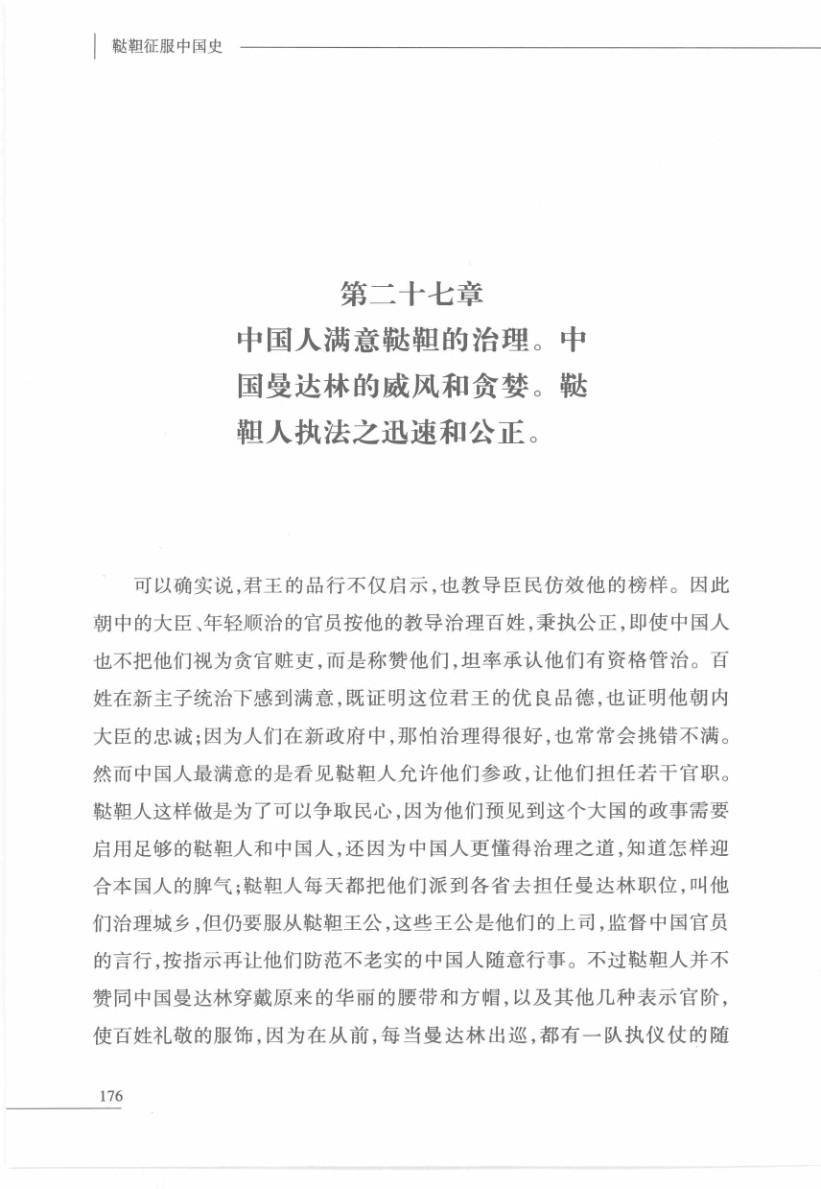 鞑靼征服中国史
第二十七章
中国人满意鞑靼的治理。中
国曼达林的威风和贪婪。鞑
靼人执法之迅速和公正。
可以确实说,君王的品行不仅启示,也教导臣民仿效他的榜样。因此
朝中的大臣、年轻顺治的官员按他的教导治理百姓,秉执公正,即使中国人
也不把他们视为贪官赃吏,而是称赞他们,坦率承认他们有资格管治。百
姓在新主子统治下感到满意,既证明这位君王的优良品德,也证明他朝内
大臣的忠诚;因为人们在新政府中,那怕治理得很好,也常常会挑错不满。
然而中国人最满意的是看见鞑靼人允许他们参政,让他们担任若干官职。
鞑靼人这样做是为了可以争取民心,因为他们预见到这个大国的政事需要
启用足够的鞑靼人和中国人,还因为中国人更懂得治理之道,知道怎样迎
合本国人的脾气;鞑靼人每天都把他们派到各省去担任曼达林职位,叫他
们治理城乡,但仍要服从鞑靼王公,这些王公是他们的上司,监督中国官员
的言行,按指示再让他们防范不老实的中国人随意行事。不过鞑靼人并不
赞同中国曼达林穿戴原来的华丽的腰带和方帽,以及其他几种表示官阶,
使百姓礼敬的服饰,因为在从前,每当曼达林出巡,都有一队执仪仗的随
176